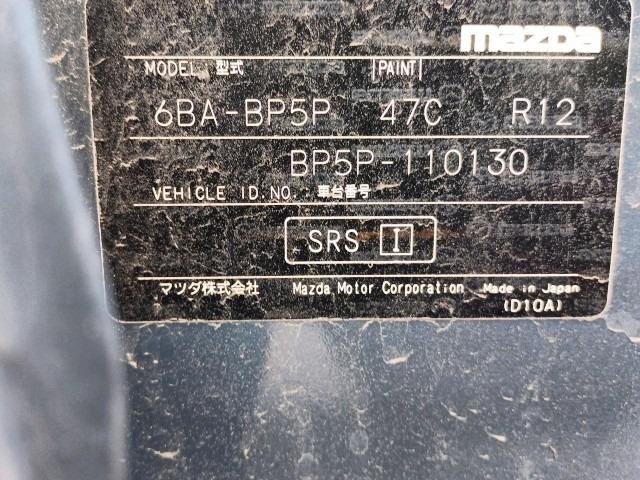 mazda
MODEL 型式 PAINT
6BA-BP5P 47C R12
BP5P-110130
VEHICLE ID.NO. 車台番号
SRS I
マツダ株式会社 Mazda Motor Corporation Made in Japan
(D10A)